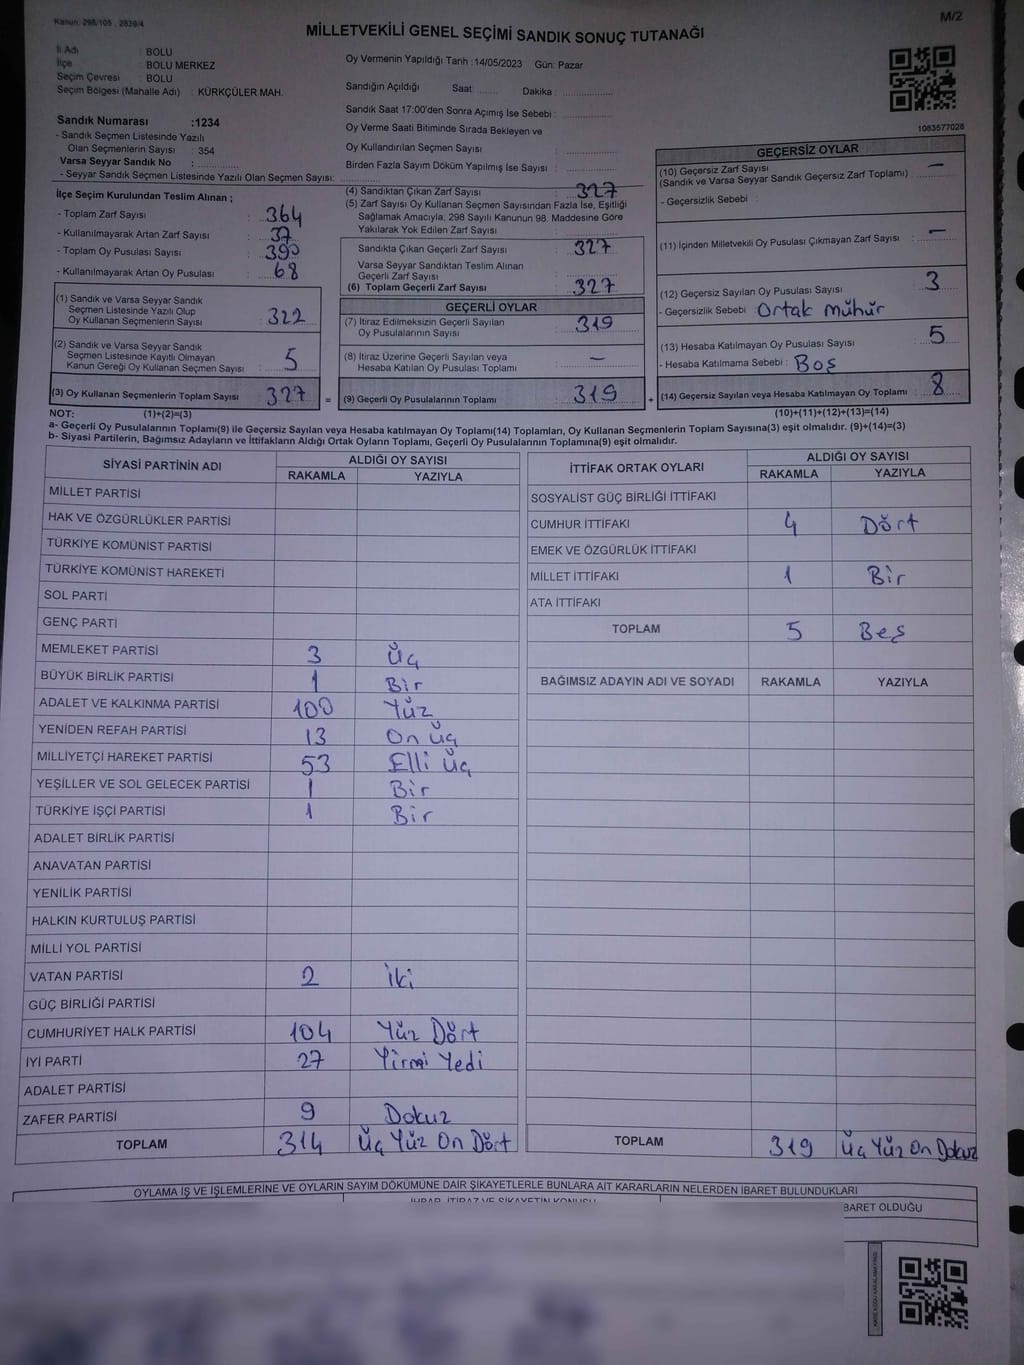 Kanun: 298/105 , 2839/4
M/2
MİLLETVEKİLİ GENEL SEÇİMİ SANDIK SONUÇ TUTANAĞI
İl Adı : BOLU
İlçe : BOLU MERKEZ
Seçim Çevresi : BOLU
Seçim Bölgesi (Mahalle Adı) : KÜRKÇÜLER MAH.
Sandık Numarası :1234
- Sandık Seçmen Listesinde Yazılı
Olan Seçmenlerin Sayısı : 354
Varsa Seyyar Sandık No :
- Seyyar Sandık Seçmen Listesinde Yazılı Olan Seçmen Sayısı:
Oy Vermenin Yapıldığı Tarih :14/05/2023 Gün: Pazar
Sandığın Açıldığı Saat: Dakika :
Sandık Saat 17:00'den Sonra Açımış İse Sebebi :
Oy Verme Saati Bitiminde Sırada Bekleyen ve
Oy Kullandırılan Seçmen Sayısı :
Birden Fazla Sayım Döküm Yapılmış İse Sayısı :
1083577028
İlçe Seçim Kurulundan Teslim Alınan ;
- Toplam Zarf Sayısı : 364
- Kullanılmayarak Artan Zarf Sayısı : 37
- Toplam Oy Pusulası Sayısı : 390
- Kullanılmayarak Artan Oy Pusulası : 68
(1) Sandık ve Varsa Seyyar Sandık
Seçmen Listesinde Yazılı Olup
Oy Kullanan Seçmenlerin Sayısı : 322
(2) Sandık ve Varsa Seyyar Sandık
Seçmen Listesinde Kayıtlı Olmayan
Kanun Gereği Oy Kullanan Seçmen Sayısı : 5
(3) Oy Kullanan Seçmenlerin Toplam Sayısı : 327 =
(4) Sandıktan Çıkan Zarf Sayısı : 327
(5) Zarf Sayısı Oy Kullanan Seçmen Sayısından Fazla İse, Eşitliği
Sağlamak Amacıyla; 298 Sayılı Kanunun 98. Maddesine Göre
Yakılarak Yok Edilen Zarf Sayısı :
Sandıkta Çıkan Geçerli Zarf Sayısı : 327
Varsa Seyyar Sandıktan Teslim Alınan
Geçerli Zarf Sayısı :
(6) Toplam Geçerli Zarf Sayısı : 327
GEÇERLİ OYLAR
(7) İtiraz Edilmeksizin Geçerli Sayılan
Oy Pusulalarının Sayısı : 319
(8) İtiraz Üzerine Geçerli Sayılan veya
Hesaba Katılan Oy Pusulası Toplamı : —
(9) Geçerli Oy Pusulalarının Toplamı : 319 +
GEÇERSİZ OYLAR
(10) Geçersiz Zarf Sayısı : —
(Sandık ve Varsa Seyyar Sandık Geçersiz Zarf Toplamı)
- Geçersizlik Sebebi :
(11) İçinden Milletvekili Oy Pusulası Çıkmayan Zarf Sayısı : —
(12) Geçersiz Sayılan Oy Pusulası Sayısı : 3
- Geçersizlik Sebebi : Ortak mühür
(13) Hesaba Katılmayan Oy Pusulası Sayısı : 5
- Hesaba Katılmama Sebebi : Boş
(14) Geçersiz Sayılan veya Hesaba Katılmayan Oy Toplamı : 8
NOT: (1)+(2)=(3) (10)+(11)+(12)+(13)=(14)
a- Geçerli Oy Pusulalarının Toplamı(9) ile Geçersiz Sayılan veya Hesaba katılmayan Oy Toplamı(14) Toplamları, Oy Kullanan Seçmenlerin Toplam Sayısına(3) eşit olmalıdır. (9)+(14)=(3)
b- Siyasi Partilerin, Bağımsız Adayların ve İttifakların Aldığı Ortak Oyların Toplamı, Geçerli Oy Pusulalarının Toplamına(9) eşit olmalıdır.
SİYASİ PARTİNİN ADI ALDIĞI OY SAYISI
RAKAMLA YAZIYLA
MİLLET PARTİSİ
HAK VE ÖZGÜRLÜKLER PARTİSİ
TÜRKİYE KOMÜNİST PARTİSİ
TÜRKİYE KOMÜNİST HAREKETİ
SOL PARTİ
GENÇ PARTİ
MEMLEKET PARTİSİ 3 Üç
BÜYÜK BİRLİK PARTİSİ 1 Bir
ADALET VE KALKINMA PARTİSİ 100 Yüz
YENİDEN REFAH PARTİSİ 13 On üç
MİLLİYETÇİ HAREKET PARTİSİ 53 Elli üç
YEŞİLLER VE SOL GELECEK PARTİSİ 1 Bir
TÜRKİYE İŞÇİ PARTİSİ 1 Bir
ADALET BİRLİK PARTİSİ
ANAVATAN PARTİSİ
YENİLİK PARTİSİ
HALKIN KURTULUŞ PARTİSİ
MİLLİ YOL PARTİSİ
VATAN PARTİSİ 2 iki
GÜÇ BİRLİĞİ PARTİSİ
CUMHURİYET HALK PARTİSİ 104 Yüz Dört
İYİ PARTİ 27 Yirmi Yedi
ADALET PARTİSİ
ZAFER PARTİSİ 9 Dokuz
TOPLAM 314 Üç Yüz On Dört
İTTİFAK ORTAK OYLARI ALDIĞI OY SAYISI
RAKAMLA YAZIYLA
SOSYALİST GÜÇ BİRLİĞİ İTTİFAKI
CUMHUR İTTİFAKI 4 Dört
EMEK VE ÖZGÜRLÜK İTTİFAKI
MİLLET İTTİFAKI 1 Bir
ATA İTTİFAKI
TOPLAM 5 Beş
BAĞIMSIZ ADAYIN ADI VE SOYADI RAKAMLA YAZIYLA
TOPLAM 319 Üç Yüz On Dokuz
OYLAMA İŞ VE İŞLEMLERİNE VE OYLARIN SAYIM DÖKÜMÜNE DAİR ŞİKAYETLERLE BUNLARA AİT KARARLARIN NELERDEN İBARET BULUNDUKLARI
İHBAR, İTİRAZ VE ŞİKAYETİN KONUSU
İBARET OLDUĞU